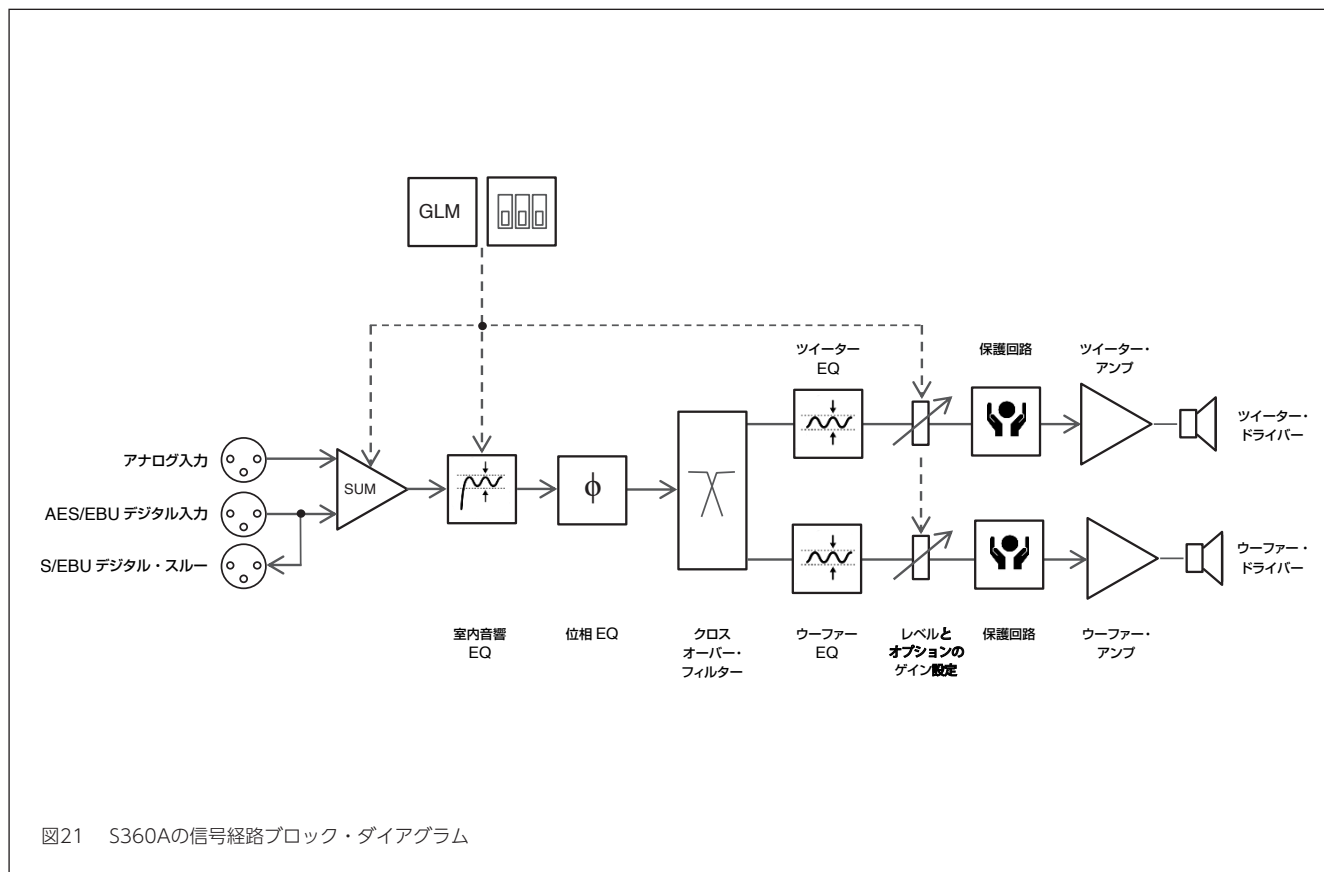 GLM
ツイーター
EQ
保護回路
ツイーター・
アンプ
ツイーター・
ドライバー
アナログ入力
SUM
AES/EBU デジタル入力
S/EBU デジタル・スルー
ϕ
ウーファー・
ドライバー
室内音響
EQ
位相 EQ
クロス
オーバー・
フィルター
ウーファー
EQ
レベルと
オプションの
ゲイン設定
保護回路
ウーファー・
アンプ
図21 S360Aの信号経路ブロック・ダイアグラム